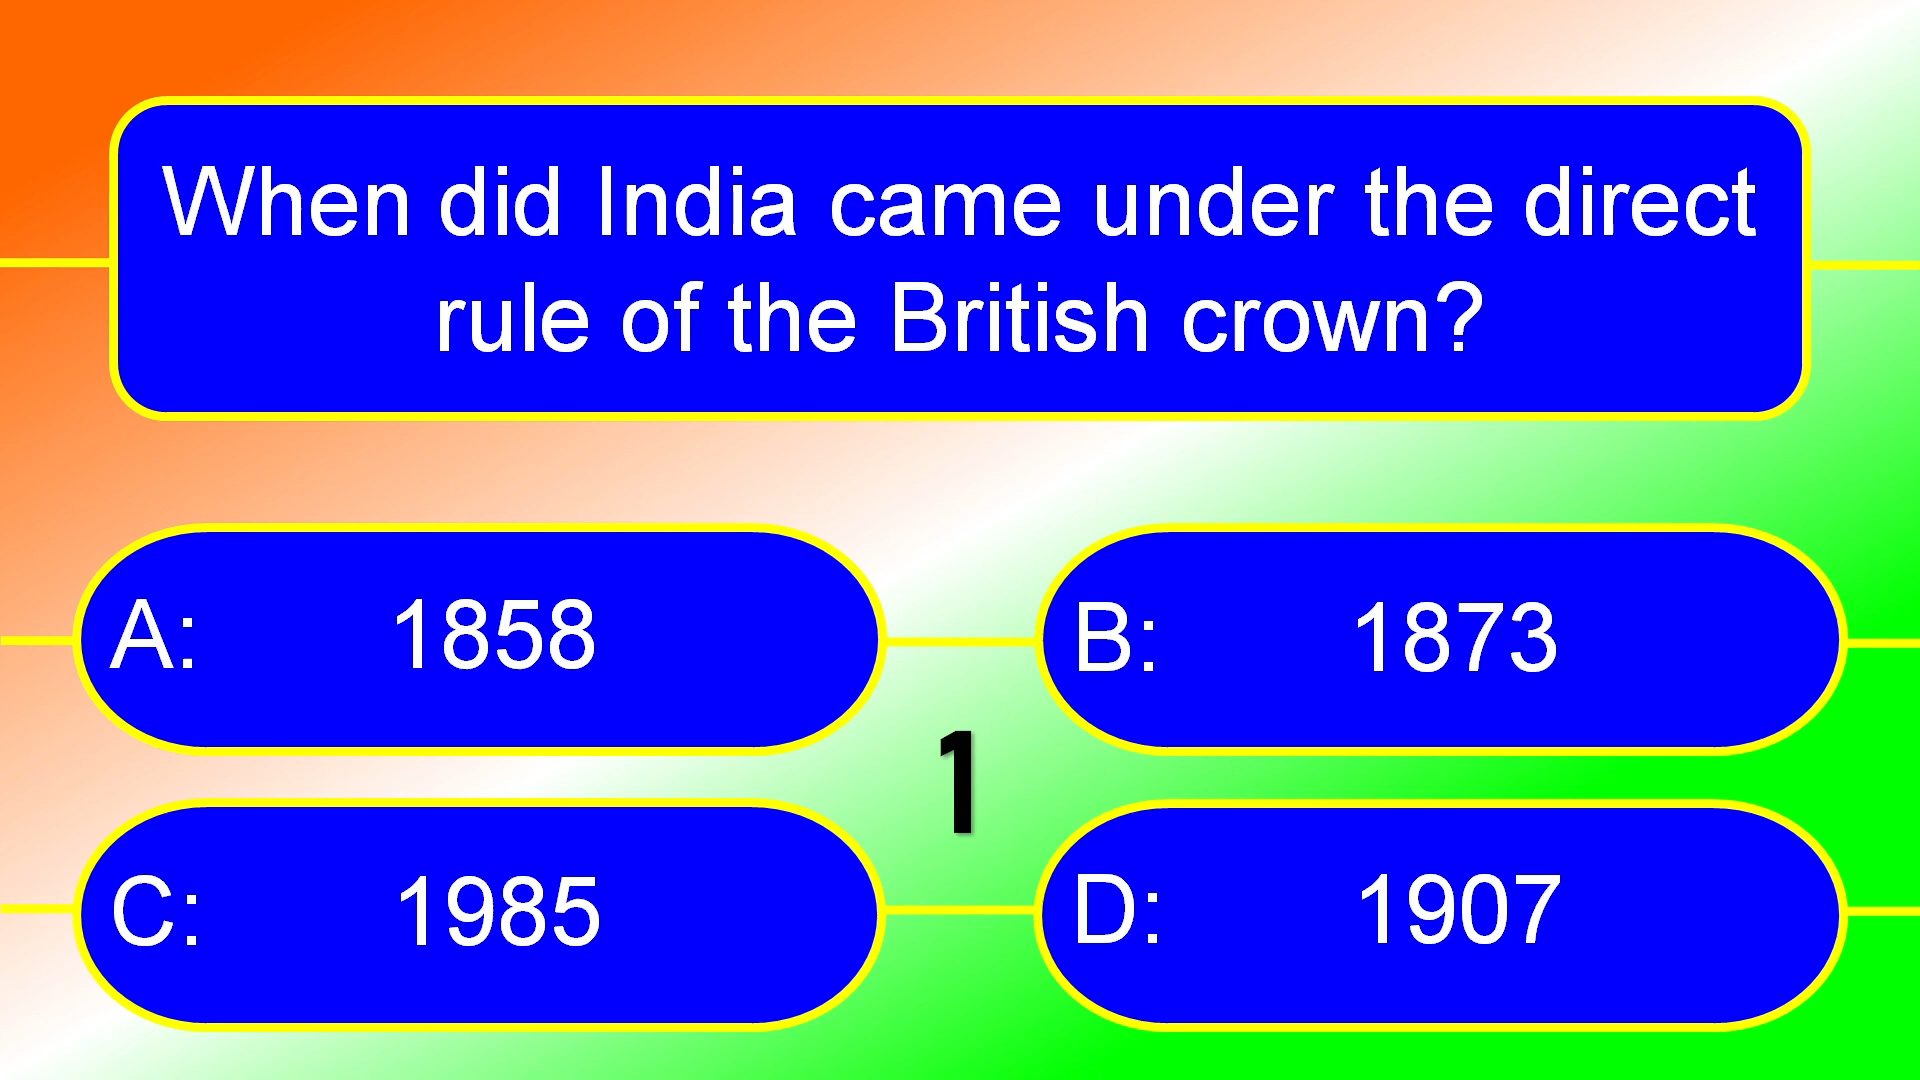 When did India came under the direct
rule of the British crown?
A: 1858
B: 1873
1
C: 1985
D: 1907